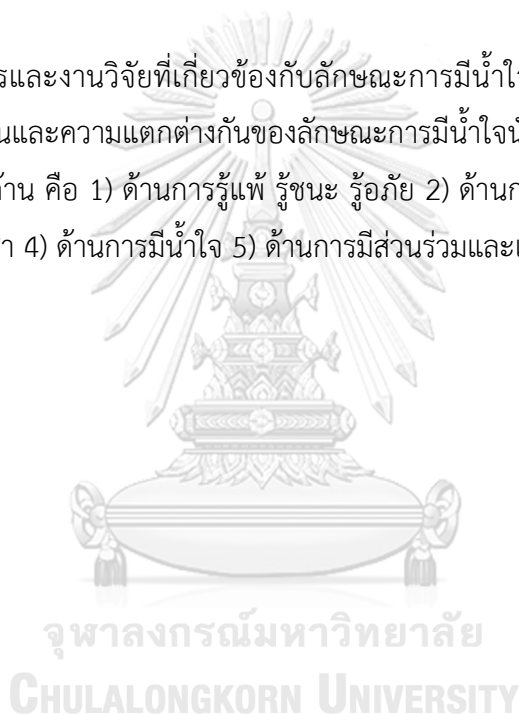 รและงานวิจัยที่เกี่ยวข้องกับลักษณะการมีน้ำใ
นและความแตกต่างกันของลักษณะการมีน้ำใจนั
ด้าน คือ 1) ด้านการรู้แพ้ รู้ชนะ รู้อภัย 2) ด้านก
า 4) ด้านการมีน้ำใจ 5) ด้านการมีส่วนร่วมและเ
จุฬาลงกรณ์มหาวิทยาลัย
CHULALONGKORN UNIVERSITY